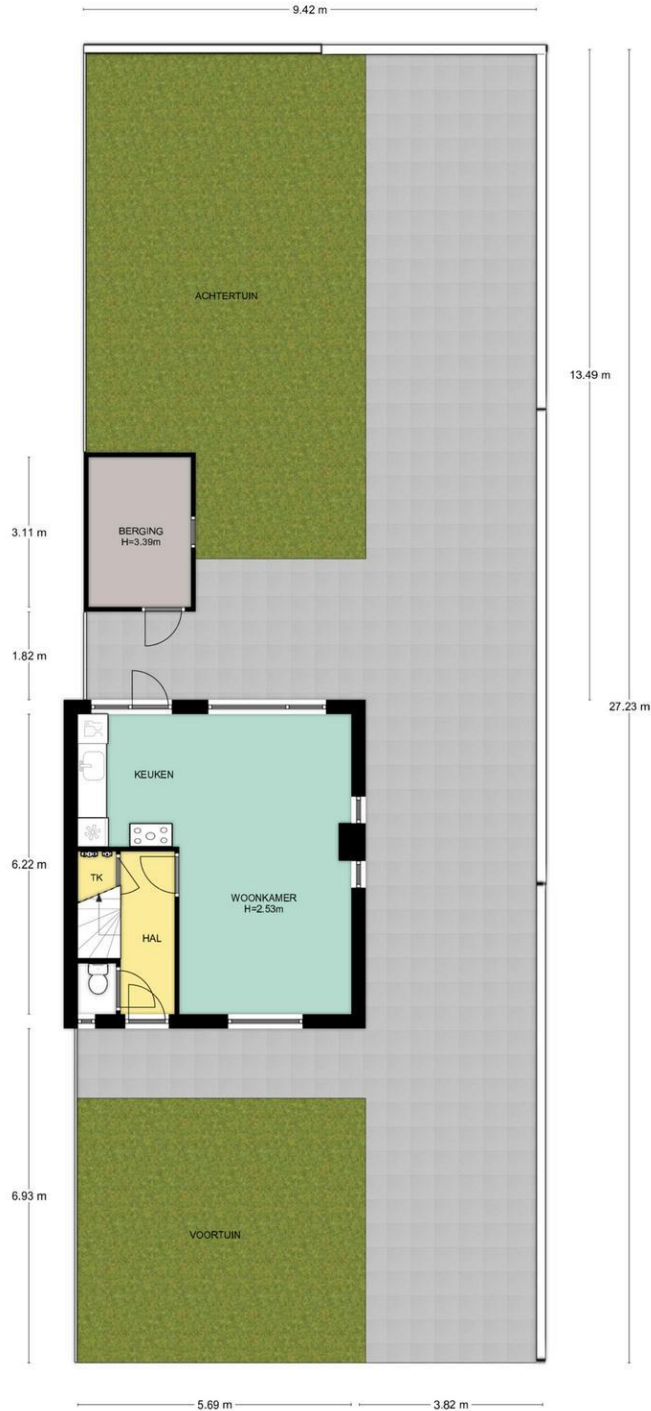 9.42 m
ACHTERTUIN
13.49 m
BERGING
H=3.39m
3.11 m
1.82 m
27.23 m
KEUKEN
6.22 m
TK
WOONKAMER
H=2.53m
HAL
6.93 m
VOORTUIN
5.69 m
3.82 m